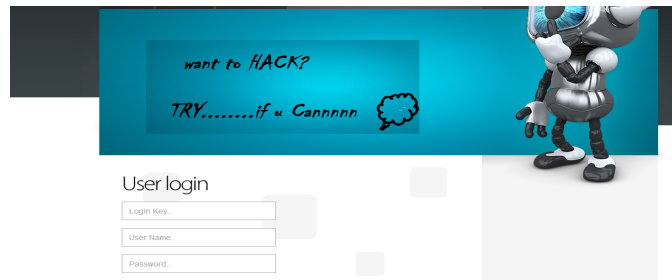 want to HACK?
TRY........if u Cannnnn
User login
Login Key..
User Name..
Password..